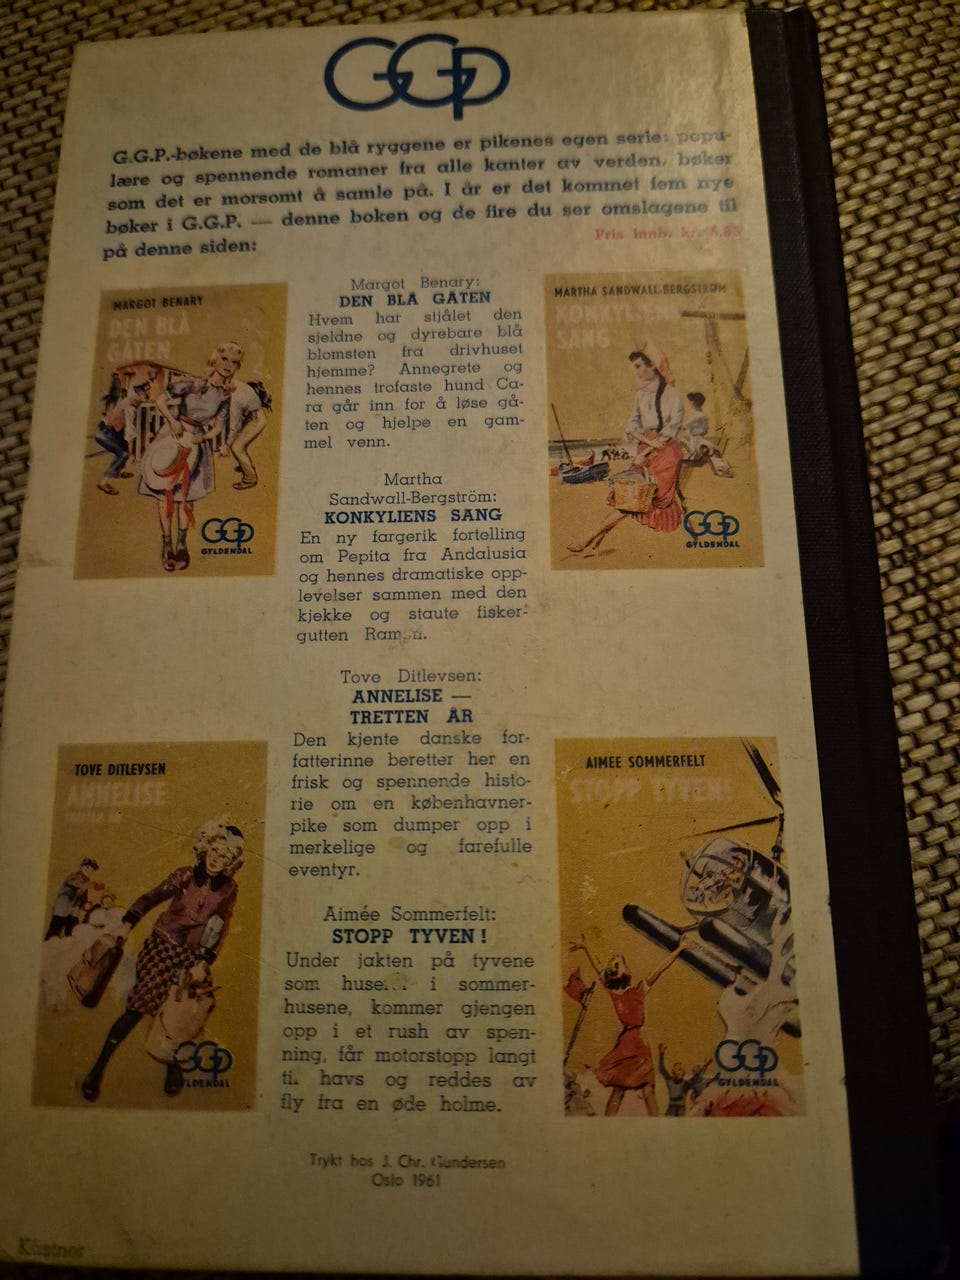 GGP
G.G.P.-bøkene med de blå ryggene er pikenes egen serie: popu-
lære og spennende romaner fra alle kanter av verden, bøker
som det er morsomt å samle på. I år er det kommet fem nye
bøker i G.G.P. — denne boken og de fire du ser omslagene til
på denne siden:
Pris innb. kr. 5,85
MARGOT BENARY
DEN BLÅ
GÅTEN
GGP
GYLDENDAL
Margot Benary:
DEN BLÅ GÅTEN
Hvem har stjålet den
sjeldne og dyrebare blå
blomsten fra drivhuset
hjemme? Annegrete og
hennes trofaste hund Ca-
ra går inn for å løse gå-
ten og hjelpe en gam-
mel venn.
MARTHA SANDWALL-BERGSTRÖM
KONKYLIENS
SANG
GGP
GYLDENDAL
Martha
Sandwall-Bergström:
KONKYLIENS SANG
En ny fargerik fortelling
om Pepita fra Andalusia
og hennes dramatiske opp-
levelser sammen med den
kjekke og staute fisker-
gutten
TOVE DITLEVSEN
ANNELISE
GGP
GYLDENDAL
Tove Ditlevsen:
ANNELISE —
TRETTEN ÅR
Den kjente danske for-
fatterinne beretter her en
frisk og spennende histo-
rie om en københavner-
pike som dumper opp i
merkelige og farefulle
eventyr.
AIMEE SOMMERFELT
STOPP TYVEN!
GGP
GYLDENDAL
Aimée Sommerfelt:
STOPP TYVEN!
Under jakten på tyvene
som i sommer-
husene, kommer gjengen
opp i et rush av spen-
ning, får motorstopp langt
til havs og reddes av
fly fra en øde holme.
Trykt hos J. Chr. Gundersen
Oslo 1961
Kästner